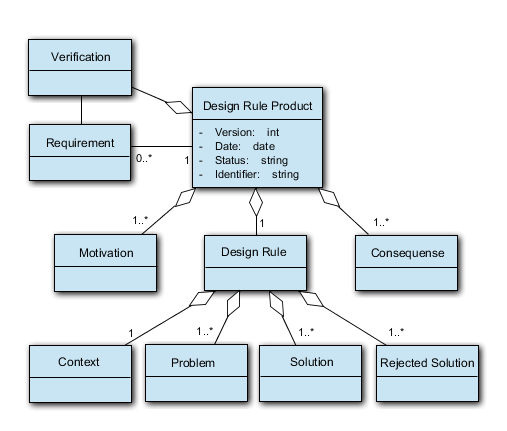 Verification
Design Rule Product
- Version: int
- Date: date
- Status: string
- Identifier: string
Requirement
0..*
1
1..*
1
1..*
Motivation
Design Rule
Consequense
1
1..*
1..*
1..*
Context
Problem
Solution
Rejected Solution